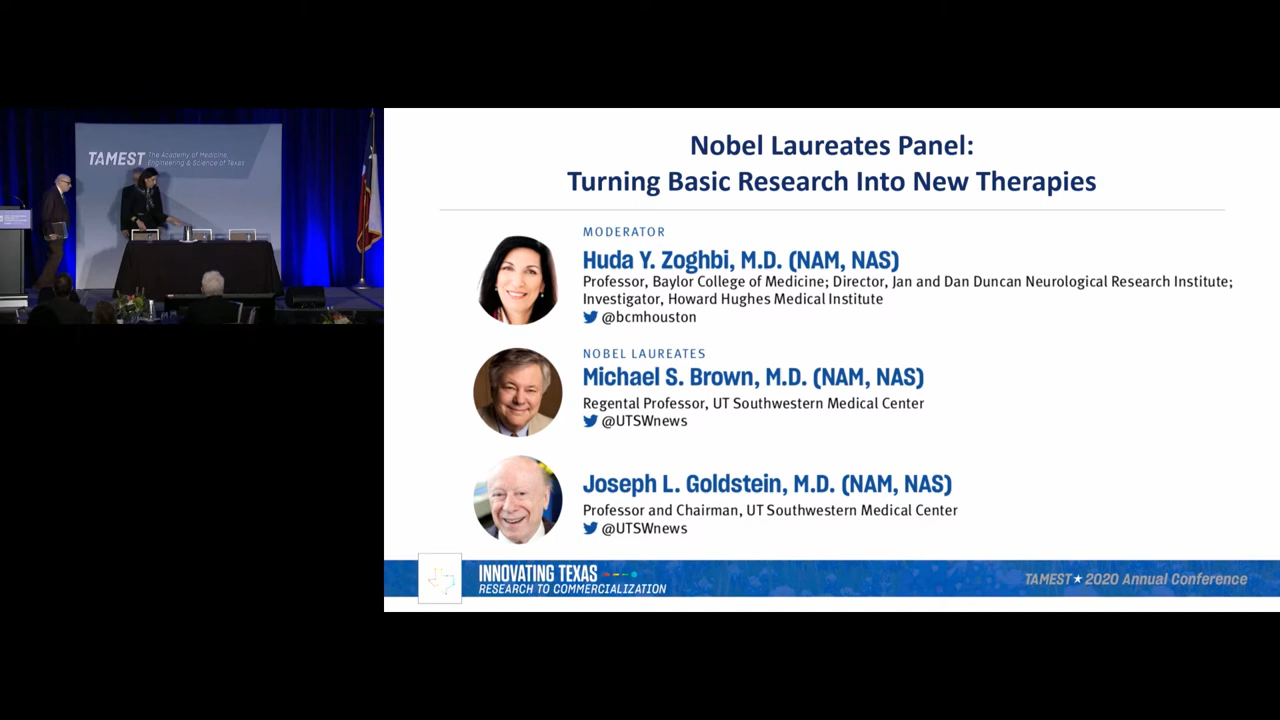 TAMEST The Academy of Medicine,
Engineering & Science of Texas
Nobel Laureates Panel:
Turning Basic Research Into New Therapies
MODERATOR
Huda Y. Zoghbi, M.D. (NAM, NAS)
Professor, Baylor College of Medicine; Director, Jan and Dan Duncan Neurological Research Institute;
Investigator, Howard Hughes Medical Institute
@bcmhouston
NOBEL LAUREATES
Michael S. Brown, M.D. (NAM, NAS)
Regental Professor, UT Southwestern Medical Center
@UTSWnews
Joseph L. Goldstein, M.D. (NAM, NAS)
Professor and Chairman, UT Southwestern Medical Center
@UTSWnews
INNOVATING TEXAS
RESEARCH TO COMMERCIALIZATION
TAMEST★2020 Annual Conference